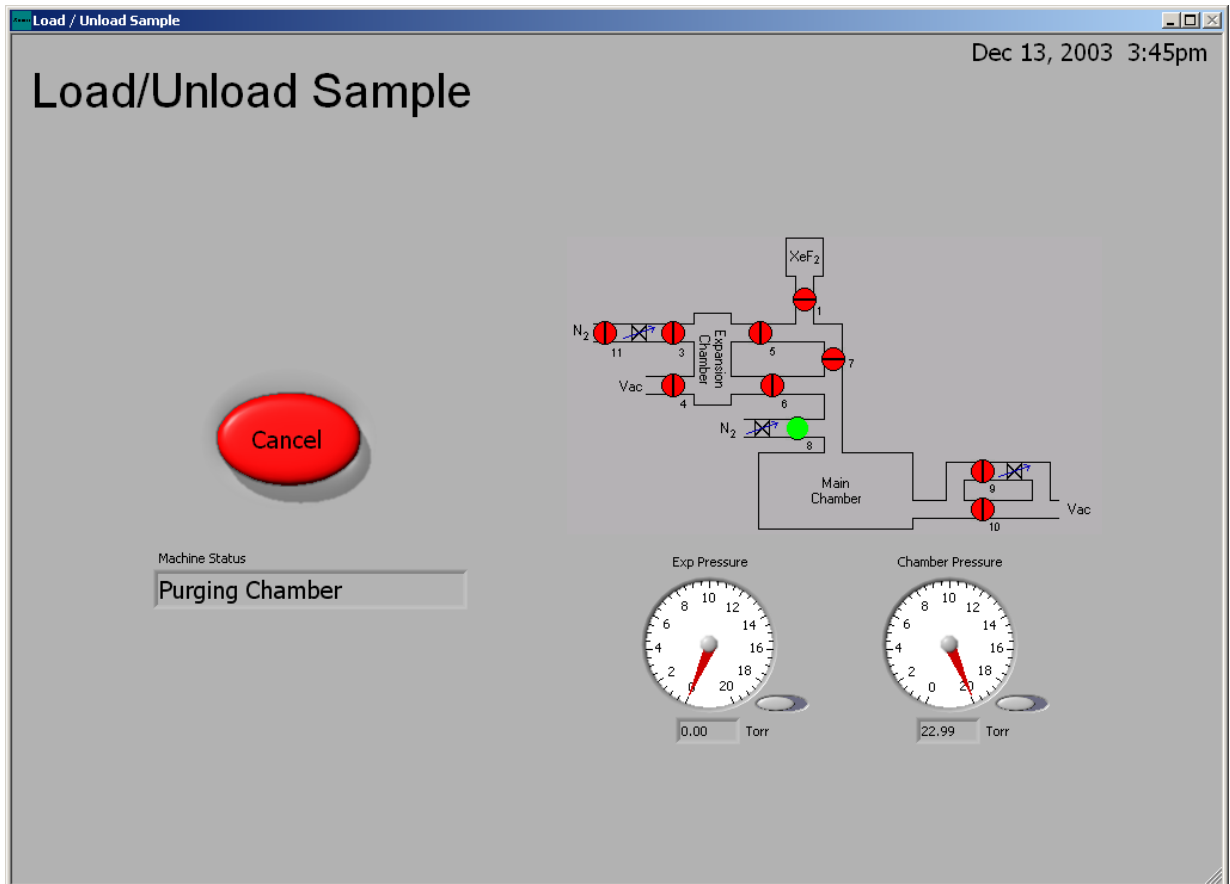 Load / Unload Sample
Dec 13, 2003 3:45pm
Load/Unload Sample
XeF2
1
N2
11
3
Expansion Chamber
5
7
Vac
4
6
N2
8
Cancel
Main
Chamber
9
10
Vac
Machine Status
Purging Chamber
Exp Pressure
0 2 4 6 8 10 12 14 16 18 20
0.00 Torr
Chamber Pressure
0 2 4 6 8 10 12 14 16 18 20
22.99 Torr